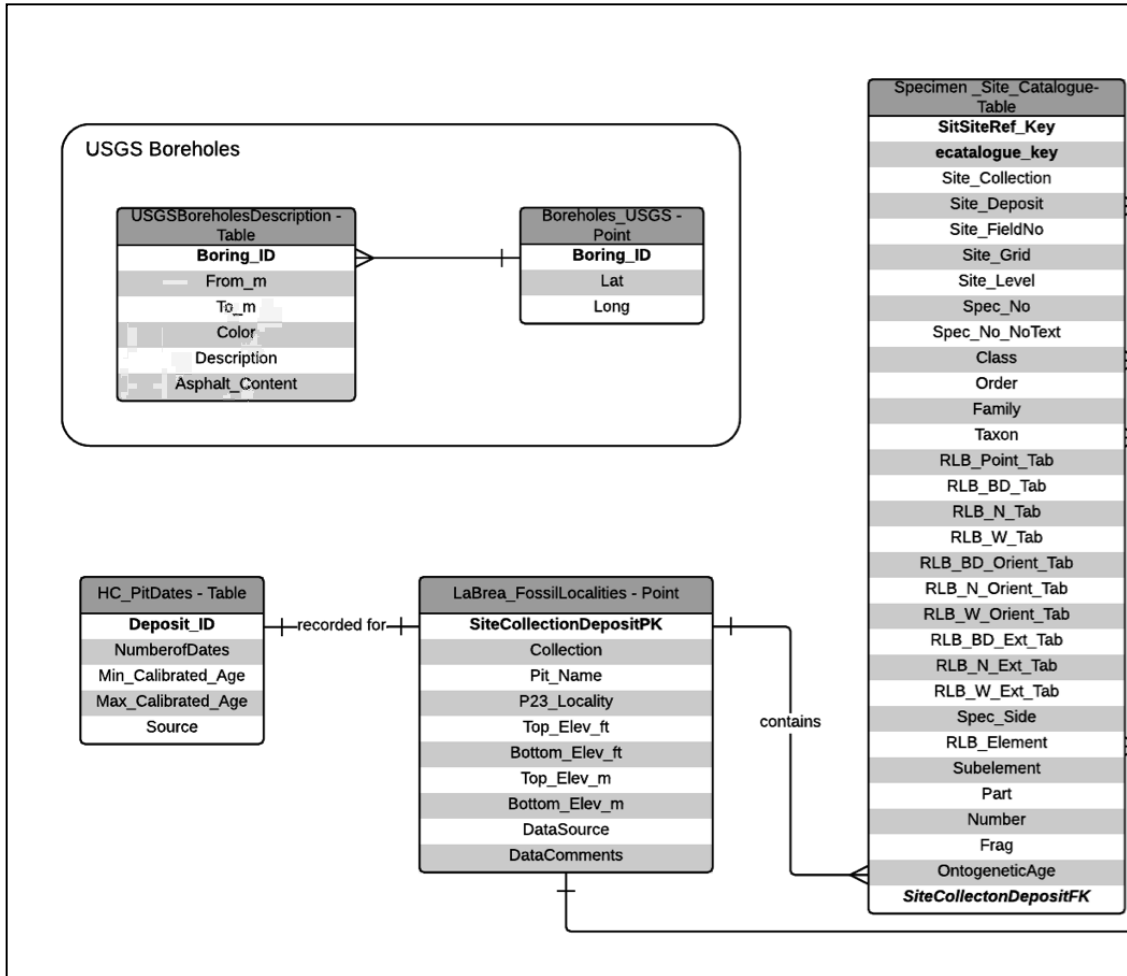 USGS Boreholes
USGSBoreholesDescription -
Table
Boring_ID
From_m
To_m
Color
Description
Asphalt_Content
Boreholes_USGS -
Point
Boring_ID
Lat
Long
HC_PitDates - Table
Deposit_ID
NumberofDates
Min_Calibrated_Age
Max_Calibrated_Age
Source
recorded for
LaBrea_FossilLocalities - Point
SiteCollectionDepositPK
Collection
Pit_Name
P23_Locality
Top_Elev_ft
Bottom_Elev_ft
Top_Elev_m
Bottom_Elev_m
DataSource
DataComments
contains
Specimen _Site_Catalogue-
Table
SitSiteRef_Key
ecatalogue_key
Site_Collection
Site_Deposit
Site_FieldNo
Site_Grid
Site_Level
Spec_No
Spec_No_NoText
Class
Order
Family
Taxon
RLB_Point_Tab
RLB_BD_Tab
RLB_N_Tab
RLB_W_Tab
RLB_BD_Orient_Tab
RLB_N_Orient_Tab
RLB_W_Orient_Tab
RLB_BD_Ext_Tab
RLB_N_Ext_Tab
RLB_W_Ext_Tab
Spec_Side
RLB_Element
Subelement
Part
Number
Frag
OntogeneticAge
SiteCollectonDepositFK